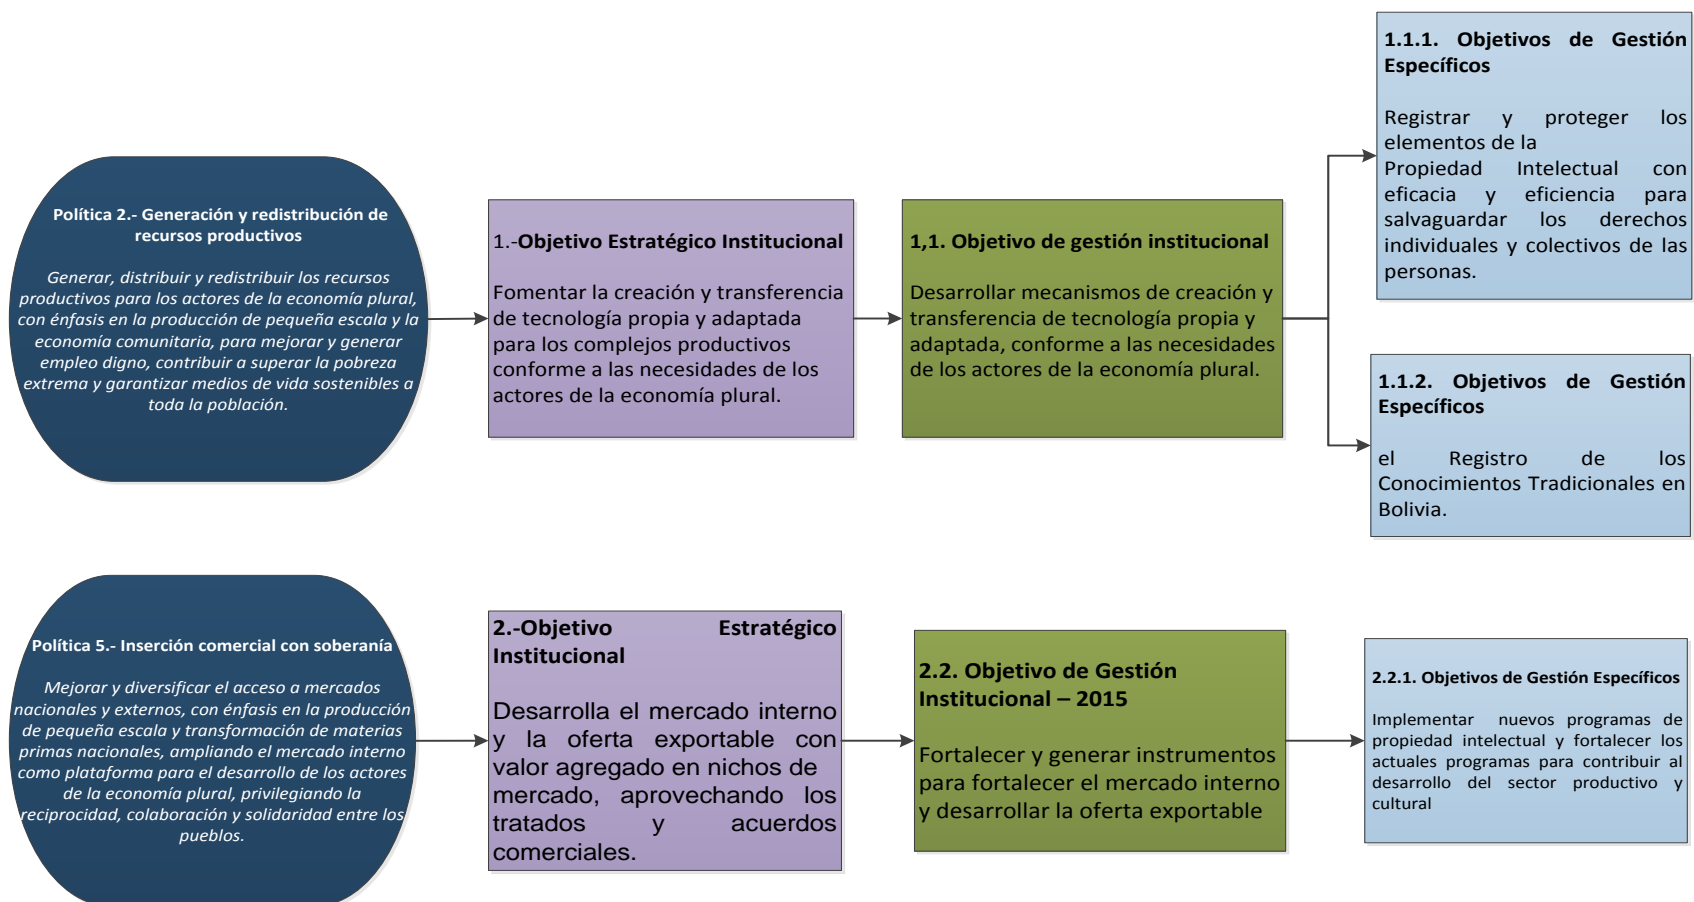 Política 2.- Generación y redistribución de
recursos productivos
Generar, distribuir y redistribuir los recursos
productivos para los actores de la economía plural,
con énfasis en la producción de pequeña escala y la
economía comunitaria, para mejorar y generar
empleo digno, contribuir a superar la pobreza
extrema y garantizar medios de vida sostenibles a
toda la población.
1.-Objetivo Estratégico Institucional
Fomentar la creación y transferencia
de tecnología propia y adaptada
para los complejos productivos
conforme a las necesidades de los
actores de la economía plural.
1,1. Objetivo de gestión institucional
Desarrollar mecanismos de creación y
transferencia de tecnología propia y
adaptada, conforme a las necesidades
de los actores de la economía plural.
1.1.1. Objetivos de Gestión
Específicos
Registrar y proteger los
elementos de la
Propiedad Intelectual con
eficacia y eficiencia para
salvaguardar los derechos
individuales y colectivos de las
personas.
1.1.2. Objetivos de Gestión
Específicos
el Registro de los
Conocimientos Tradicionales en
Bolivia.
Política 5.- Inserción comercial con soberanía
Mejorar y diversificar el acceso a mercados
nacionales y externos, con énfasis en la producción
de pequeña escala y transformación de materias
primas nacionales, ampliando el mercado interno
como plataforma para el desarrollo de los actores
de la economía plural, privilegiando la
reciprocidad, colaboración y solidaridad entre los
pueblos.
2.-Objetivo Estratégico
Institucional
Desarrolla el mercado interno
y la oferta exportable con
valor agregado en nichos de
mercado, aprovechando los
tratados y acuerdos
comerciales.
2.2. Objetivo de Gestión
Institucional – 2015
Fortalecer y generar instrumentos
para fortalecer el mercado interno
y desarrollar la oferta exportable
2.2.1. Objetivos de Gestión Específicos
Implementar nuevos programas de
propiedad intelectual y fortalecer los
actuales programas para contribuir al
desarrollo del sector productivo y
cultural